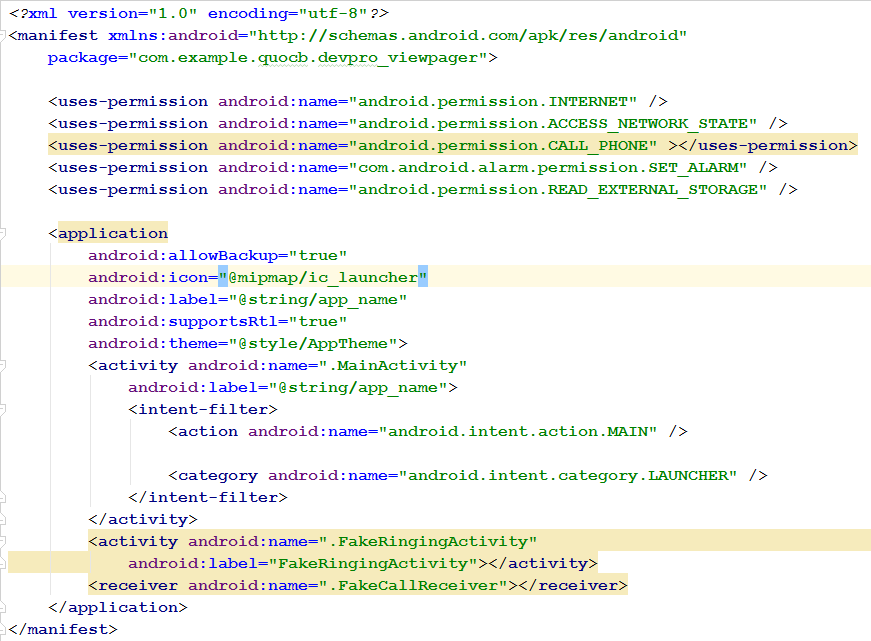 <?xml version="1.0" encoding="utf-8"?>
<manifest xmlns:android="http://schemas.android.com/apk/res/android"
    package="com.example.quocb.devpro_viewpager">

    <uses-permission android:name="android.permission.INTERNET" />
    <uses-permission android:name="android.permission.ACCESS_NETWORK_STATE" />
    <uses-permission android:name="android.permission.CALL_PHONE" ></uses-permission>
    <uses-permission android:name="com.android.alarm.permission.SET_ALARM" />
    <uses-permission android:name="android.permission.READ_EXTERNAL_STORAGE" />

    <application
        android:allowBackup="true"
        android:icon="@mipmap/ic_launcher"
        android:label="@string/app_name"
        android:supportsRtl="true"
        android:theme="@style/AppTheme">
        <activity android:name=".MainActivity"
            android:label="@string/app_name">
            <intent-filter>
                <action android:name="android.intent.action.MAIN" />

                <category android:name="android.intent.category.LAUNCHER" />
            </intent-filter>
        </activity>
        <activity android:name=".FakeRingingActivity"
            android:label="FakeRingingActivity"></activity>
        <receiver android:name=".FakeCallReceiver"></receiver>
    </application>
</manifest>